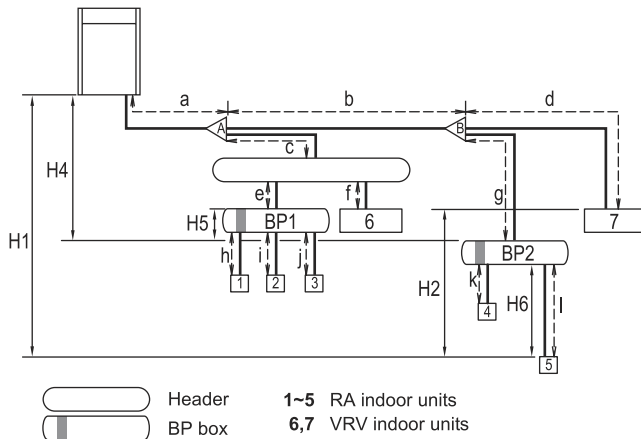 a
b
d
A
B
c
H4
e
f
g
H5
BP1
6
7
H1
h
i
j
BP2
H2
k
1
2
3
4
H6
l
5
Header
1~5 RA indoor units
BP box
6,7 VRV indoor units